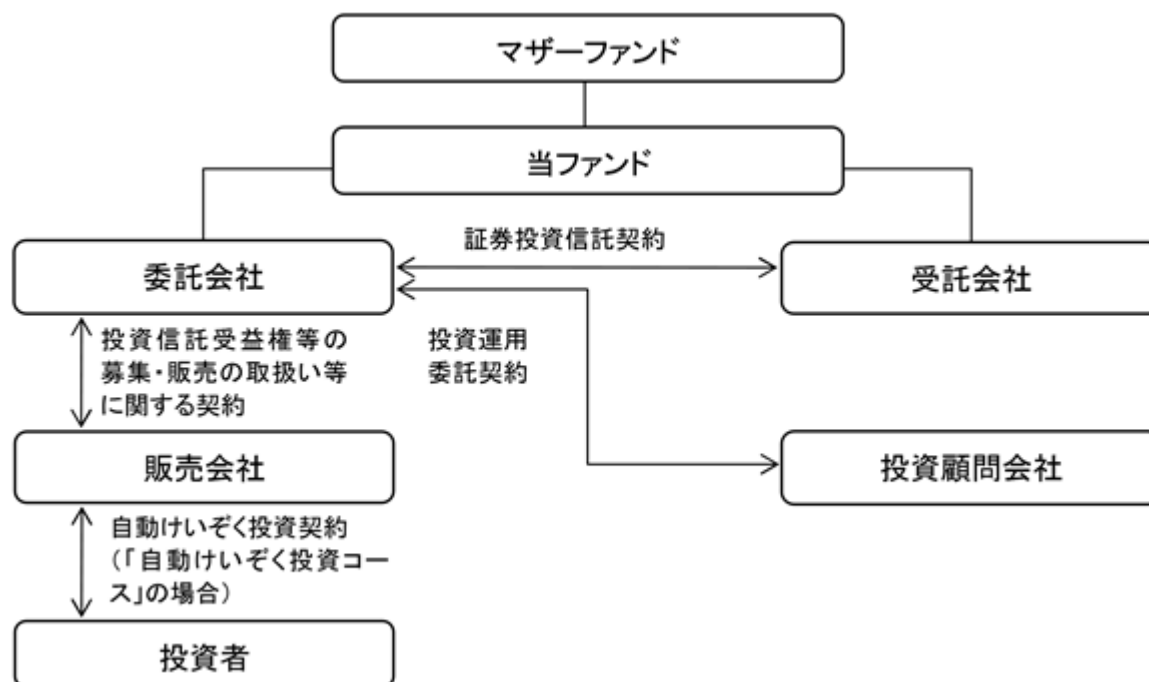 マザーファンド
当ファンド
証券投資信託契約
委託会社
受託会社
投資信託受益権等の
募集・販売の取扱い等
に関する契約
投資運用
委託契約
販売会社
投資顧問会社
自動けいぞく投資契約
（「自動けいぞく投資コー
ス」の場合）
投資者